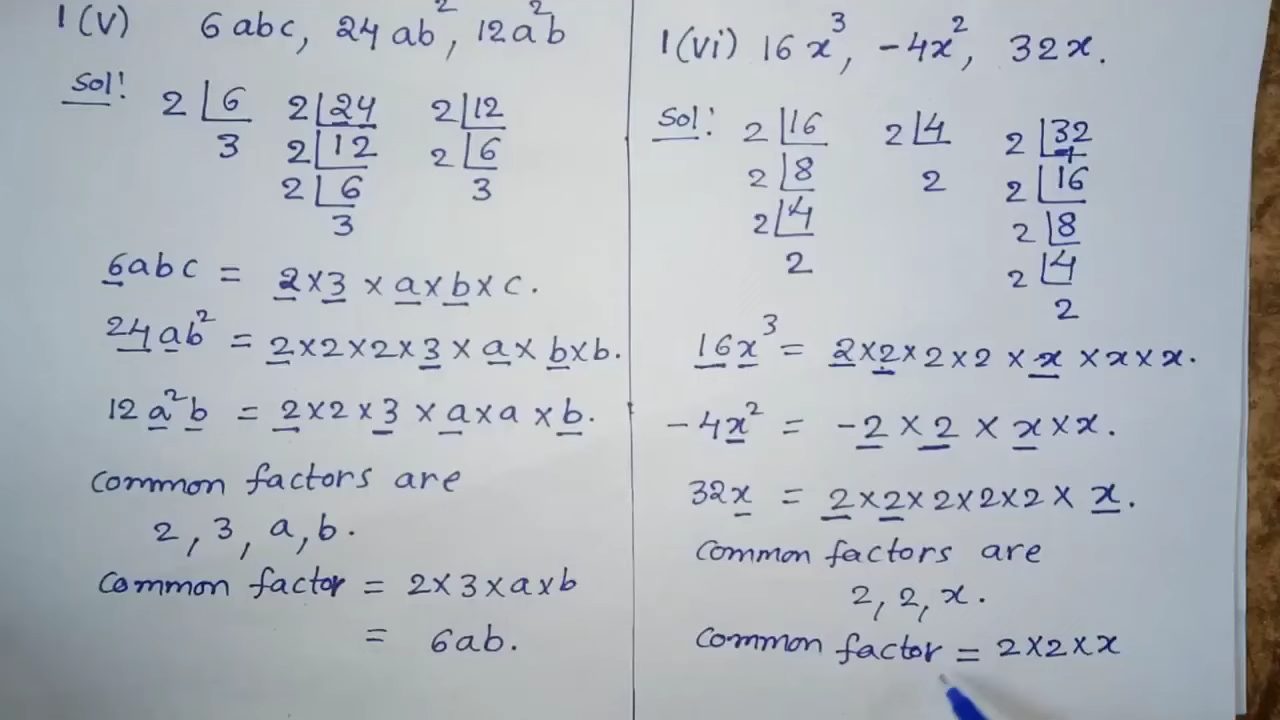 1(v) 6abc, 24ab², 12a²b
Sol!
2 6 2 24 2 12
3 2 12 2 6
2 6 3
3
6abc = 2×3×a×b×c.
24ab² = 2×2×2×3×a×b×b.
12a²b = 2×2×3×a×a×b.
Common factors are
2, 3, a, b.
Common factor = 2×3×a×b
= 6ab.
1(vi) 16x³, -4x², 32x.
Sol:
2 16 2 4 2 32
2 8 2 2 16
2 4 2 8
2 2 4
2
16x³ = 2×2×2×2×x×x×x.
-4x² = -2×2×x×x.
32x = 2×2×2×2×2×x.
Common factors are
2, 2, x.
Common factor = 2×2×x